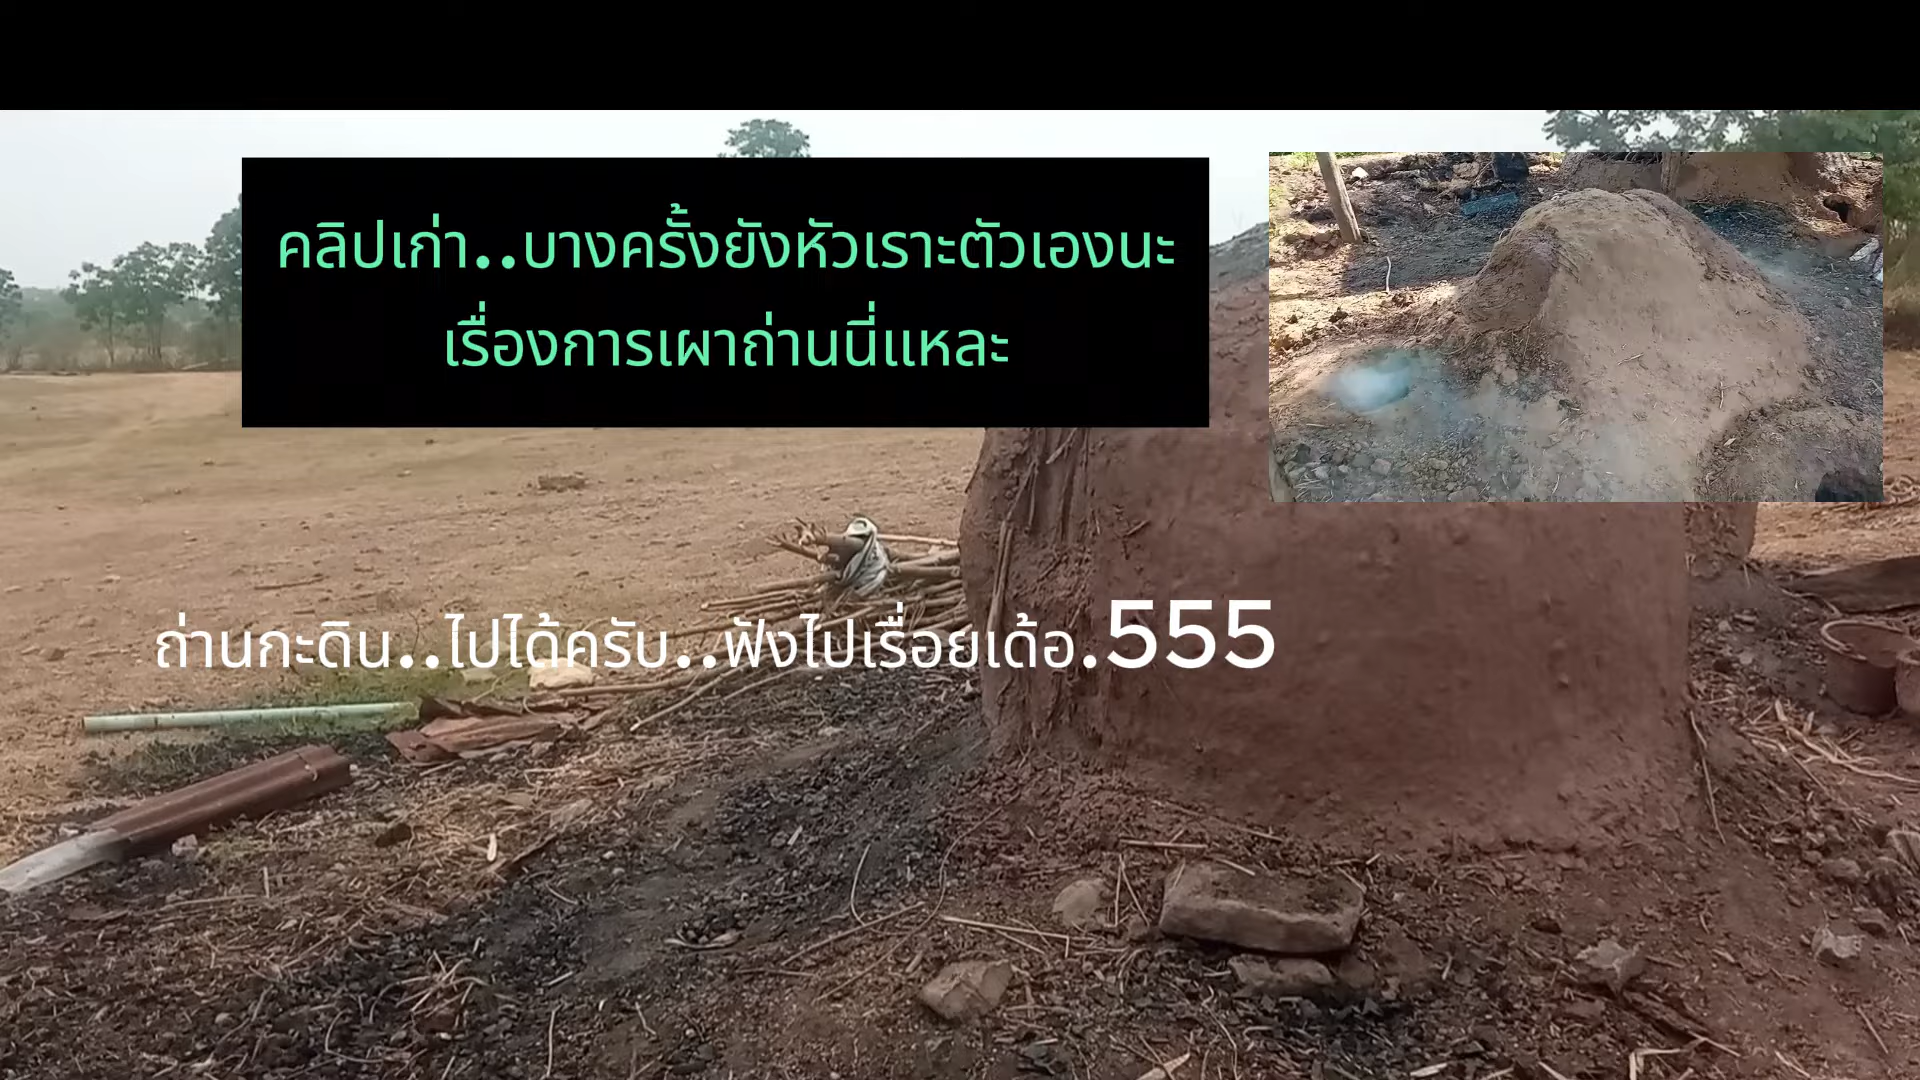 คลิปเก่า..บางครั้งยังหัวเราะตัวเองนะ
เรื่องการเผาถ่านนี่แหละ
ถ่านกะดิน..ไปได้ครับ..ฟังไปเรื่อยเด้อ.555